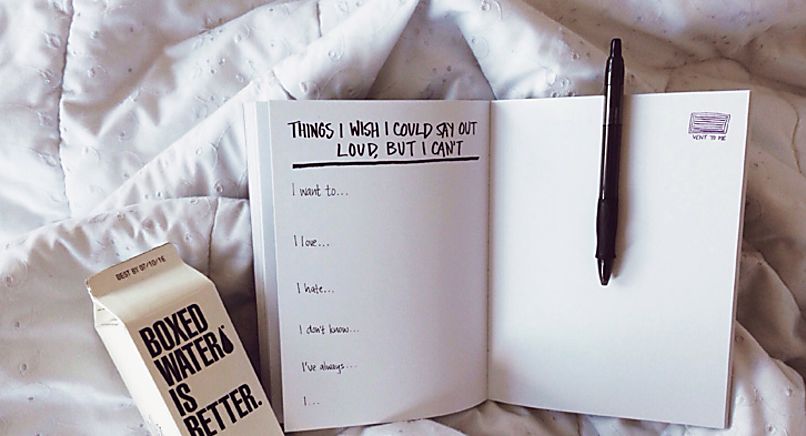 THINGS I WISH I COULD SAY OUT
LOUD, BUT I CAN'T
I want to...
I love...
I hate...
I don't know...
I've always...
I...
VENT TO ME
BEST BY 07/10/16
BOXED
WATER
IS
BETTER.